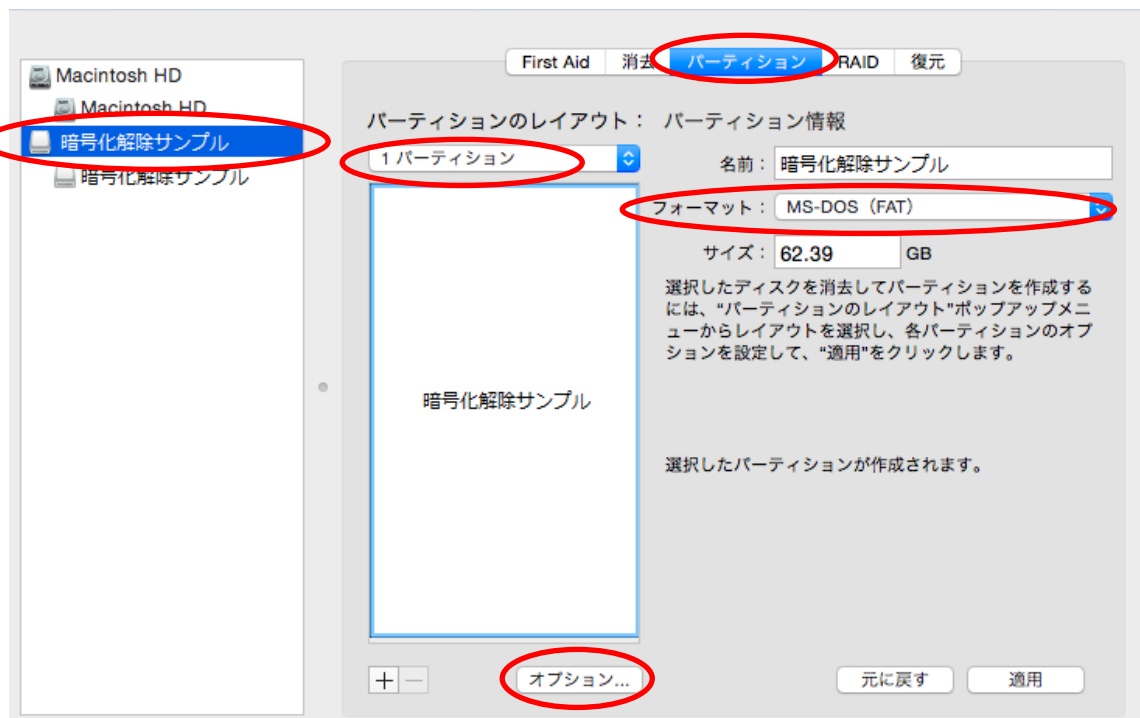 First Aid 消去 パーティション RAID 復元
Macintosh HD
Macintosh HD
暗号化解除サンプル
暗号化解除サンプル
パーティションのレイアウト：
1 パーティション
暗号化解除サンプル
オプション...
パーティション情報
名前： 暗号化解除サンプル
フォーマット： MS-DOS（FAT）
サイズ： 62.39 GB
選択したディスクを消去してパーティションを作成する
には、“パーティションのレイアウト”ポップアップメニ
ューからレイアウトを選択し、各パーティションのオプ
ションを設定して、“適用”をクリックします。
選択したパーティションが作成されます。
元に戻す 適用